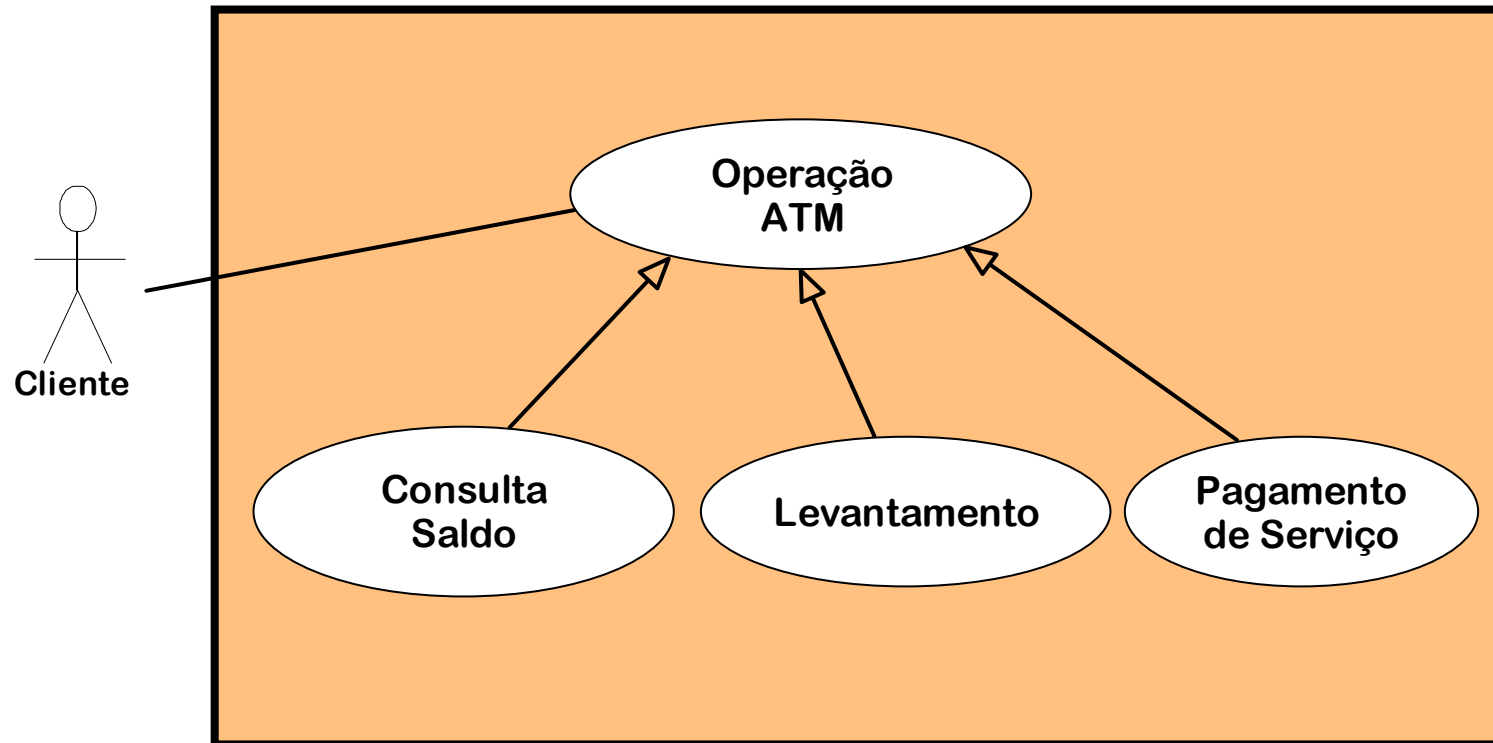 Operação
ATM
Cliente
Consulta
Saldo
Levantamento
Pagamento
de Serviço